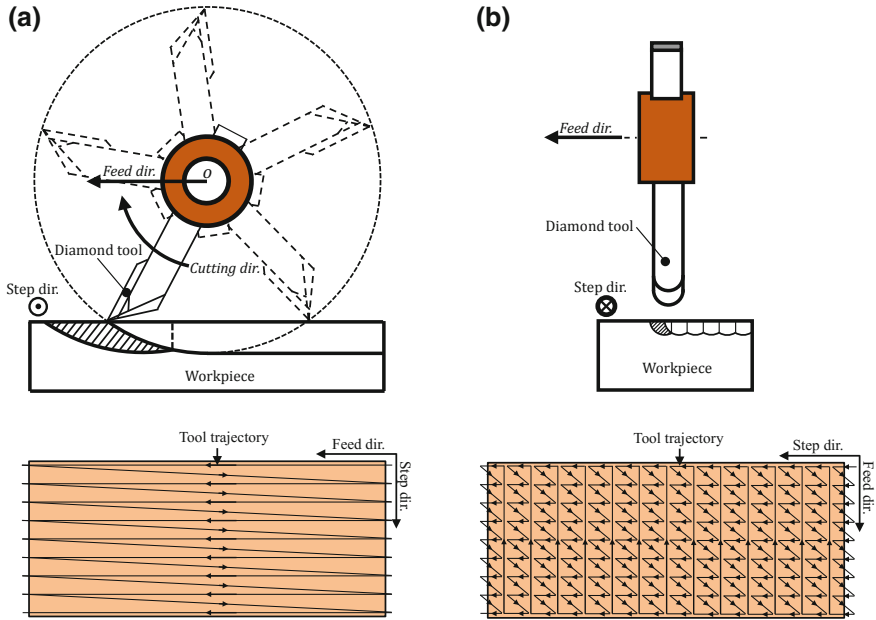 (a)
Feed dir.
O
Diamond tool
Cutting dir.
Step dir.
Workpiece
Tool trajectory
Feed dir.
Step dir.
(b)
Feed dir.
Diamond tool
Step dir.
Workpiece
Tool trajectory
Step dir.
Feed dir.